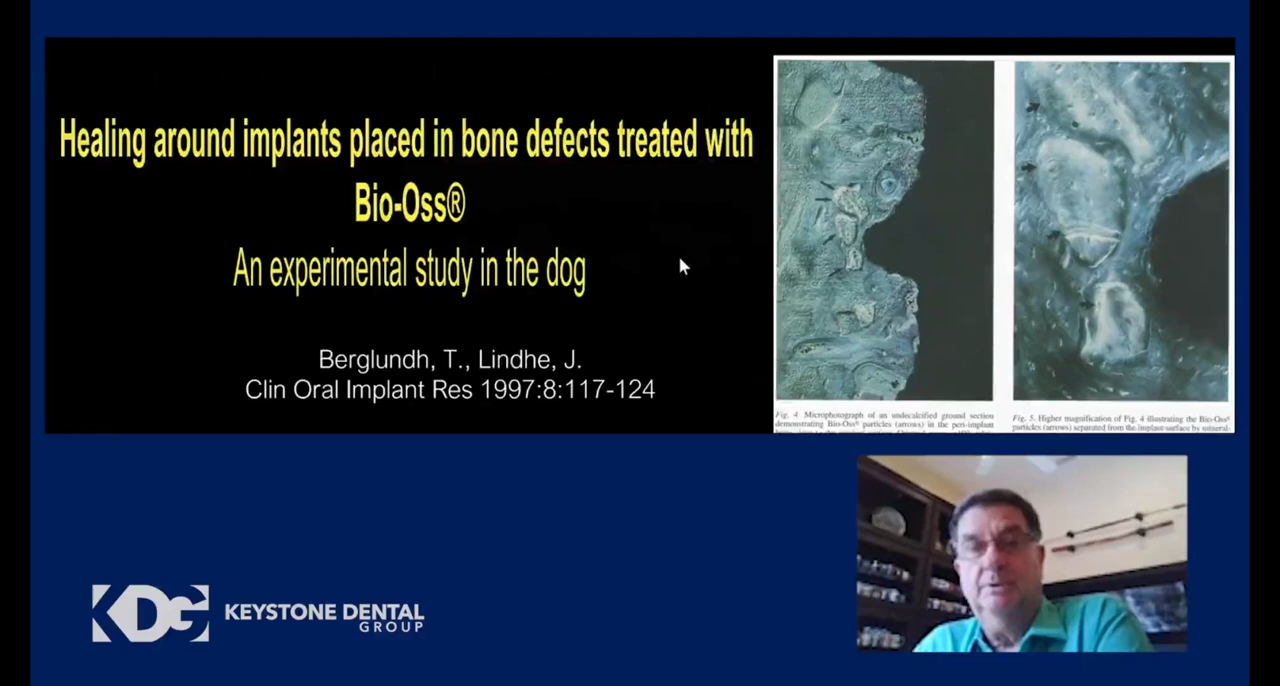 Healing around implants placed in bone defects treated with
Bio-Oss®
An experimental study in the dog
Berglundh, T., Lindhe, J.
Clin Oral Implant Res 1997:8:117-124
Fig. 4 Microphotograph of an undecalcified ground section
demonstrating Bio-Oss® particles (arrows) in the peri-implant
Fig. 5. Higher magnification of Fig. 4 illustrating the Bio-Oss®
particles (arrows) separated from the implant surface by mineral-
KDG KEYSTONE DENTAL
GROUP